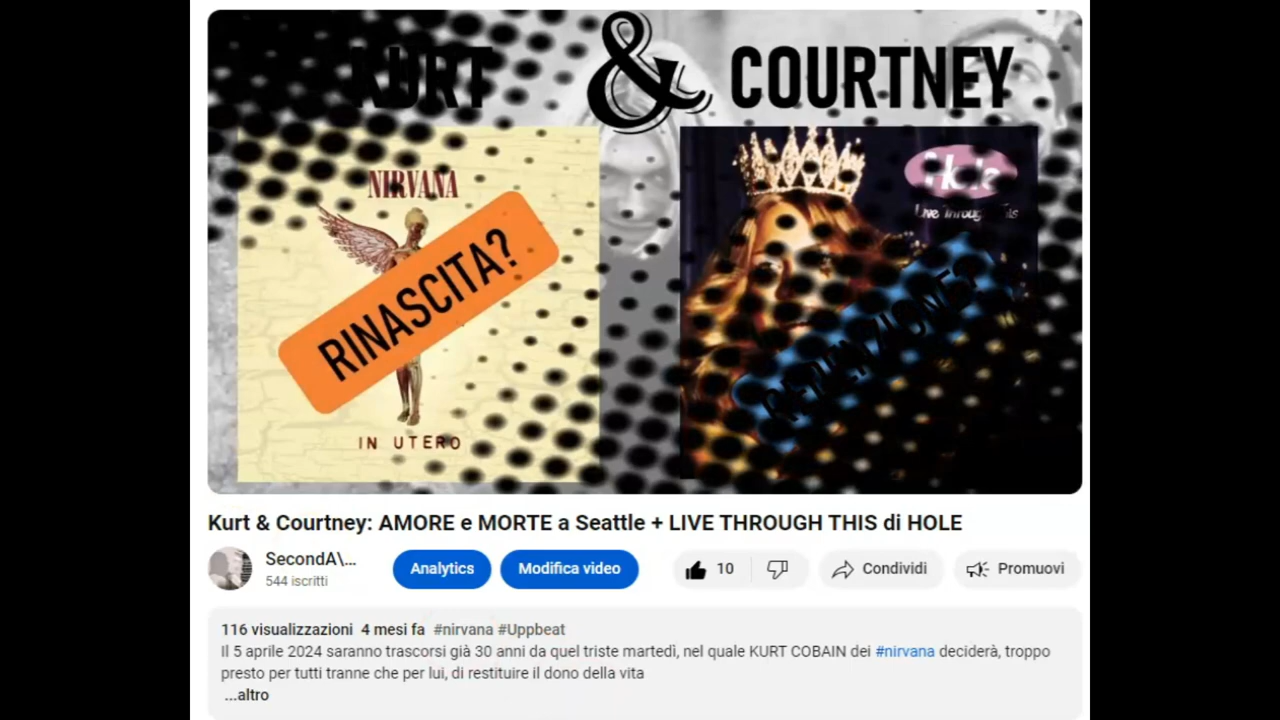 KURT & COURTNEY
NIRVANA
Hole
Live Through This
RINASCITA?
REDENZIONE?
IN UTERO
Kurt & Courtney: AMORE e MORTE a Seattle + LIVE THROUGH THIS di HOLE
SecondA\...
544 iscritti
Analytics
Modifica video
10
Condividi
Promuovi
116 visualizzazioni 4 mesi fa #nirvana #Uppbeat
Il 5 aprile 2024 saranno trascorsi già 30 anni da quel triste martedì, nel quale KURT COBAIN dei #nirvana deciderà, troppo
presto per tutti tranne che per lui, di restituire il dono della vita
...altro